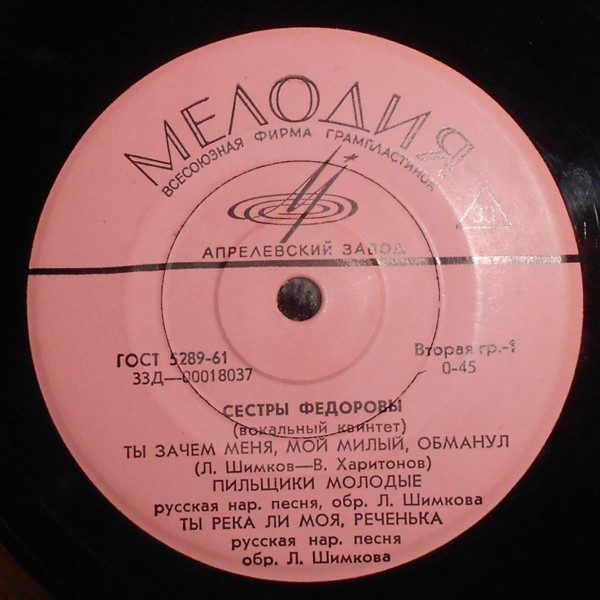 МЕЛОДИЯ
ВСЕСОЮЗНАЯ ФИРМА ГРАМПЛАСТИНОК
33
АПРЕЛЕВСКИЙ ЗАВОД
ГОСТ 5289-61
Вторая гр.-1
33Д—00018037
0-45
СЕСТРЫ ФЕДОРОВЫ
(вокальный квинтет)
ТЫ ЗАЧЕМ МЕНЯ, МОЙ МИЛЫЙ, ОБМАНУЛ
(Л. Шимков—В. Харитонов)
ПИЛЬЩИКИ МОЛОДЫЕ
русская нар. песня, обр. Л. Шимкова
ТЫ РЕКА ЛИ МОЯ, РЕЧЕНЬКА
русская нар. песня
обр. Л. Шимкова